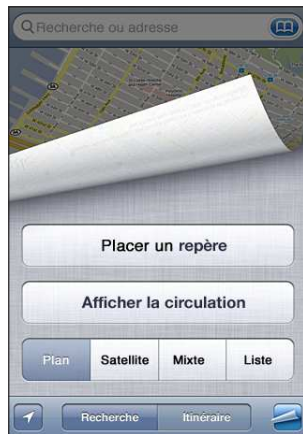 Recherche ou adresse
Placer un repère
Afficher la circulation
Plan Satellite Mixte Liste
Recherche Itinéraire